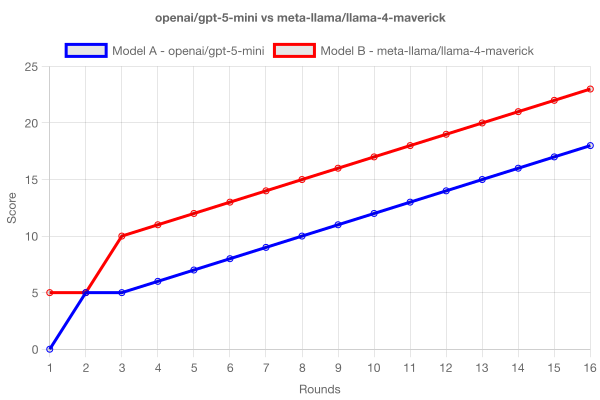 openai/gpt-5-mini vs meta-llama/llama-4-maverick
Model A - openai/gpt-5-mini Model B - meta-llama/llama-4-maverick
25
20
15
10
5
0
Score
1 2 3 4 5 6 7 8 9 10 11 12 13 14 15 16
Rounds